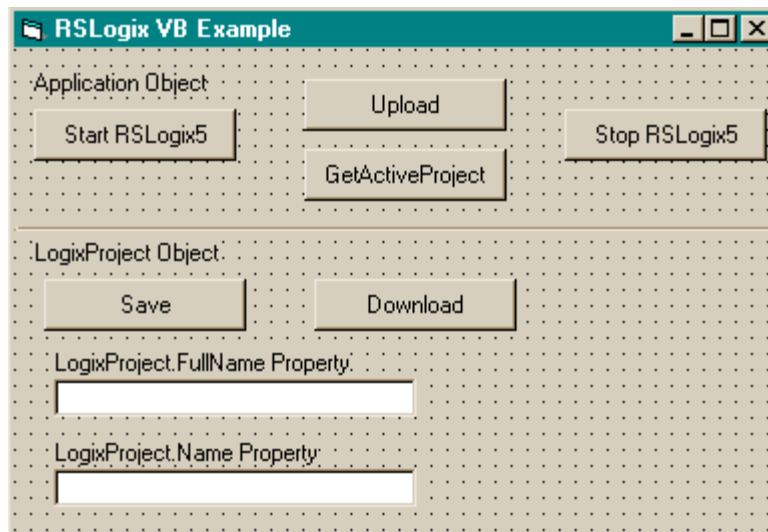 RSLogix VB Example
Application Object
Upload
Start RSLogix5
Stop RSLogix5
GetActiveProject
LogixProject Object
Save
Download
LogixProject.FullName Property
LogixProject.Name Property